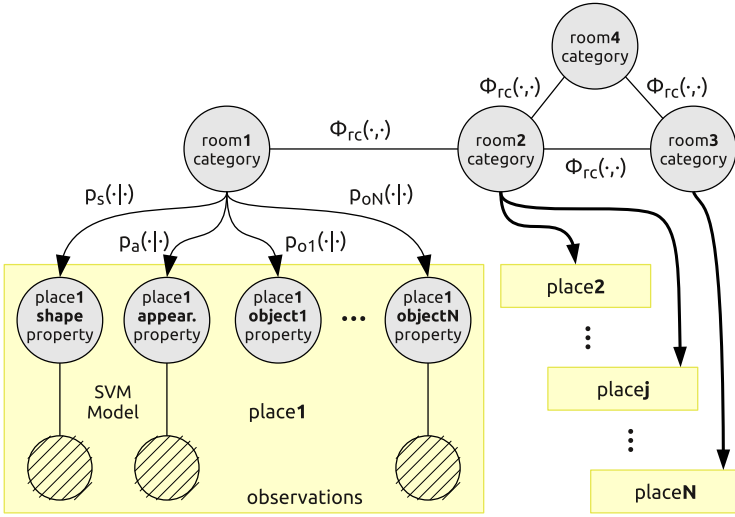 room4
category
Φrc(·,·)
Φrc(·,·)
room1
category
Φrc(·,·)
room2
category
Φrc(·,·)
room3
category
ps(·|·)
pa(·|·)
po1(·|·)
poN(·|·)
place1
shape
property
place1
appear.
property
place1
object1
property
...
place1
objectN
property
SVM
Model
place1
observations
place2
...
placej
...
placeN